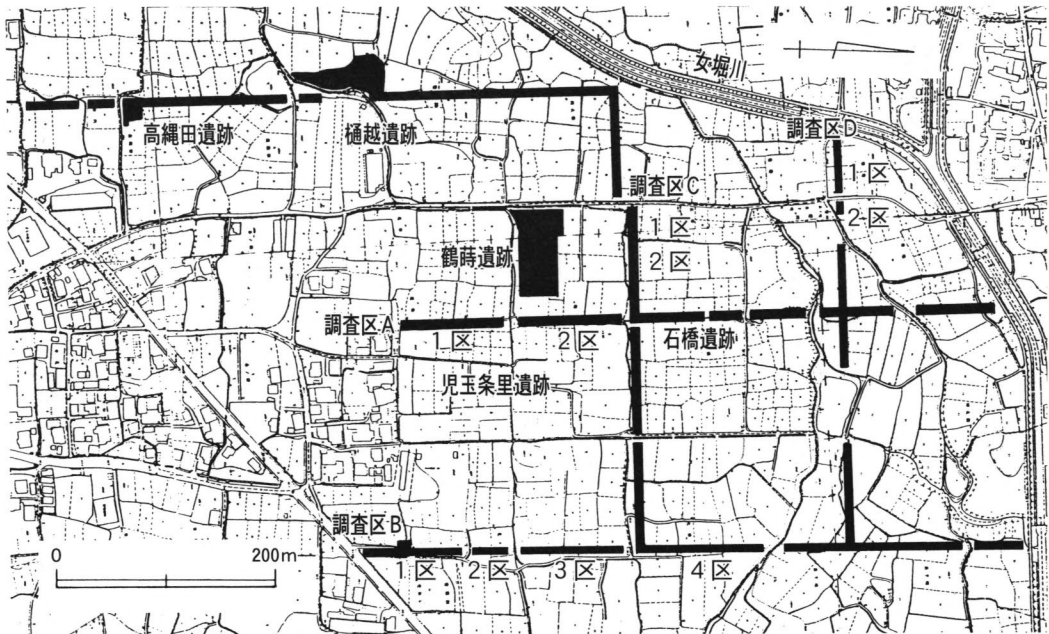 女堀川
高縄田遺跡
樋越遺跡
調査区D
1区
2区
調査区C
1区
2区
鶴蒔遺跡
調査区A
1区
2区
石橋遺跡
児玉条里遺跡
調査区B
0 200m
1区
2区
3区
4区